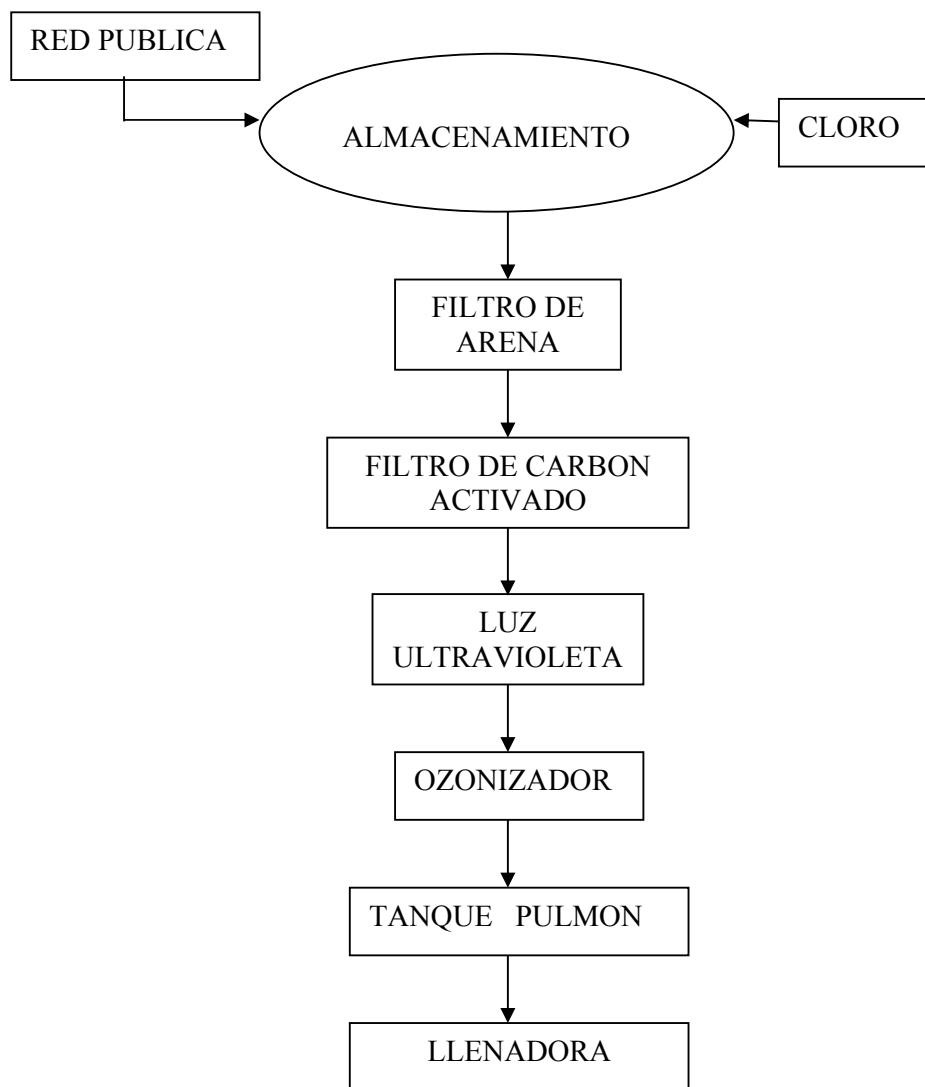 RED PUBLICA
ALMACENAMIENTO
CLORO
FILTRO DE
ARENA
FILTRO DE CARBON
ACTIVADO
LUZ
ULTRAVIOLETA
OZONIZADOR
TANQUE PULMON
LLENADORA